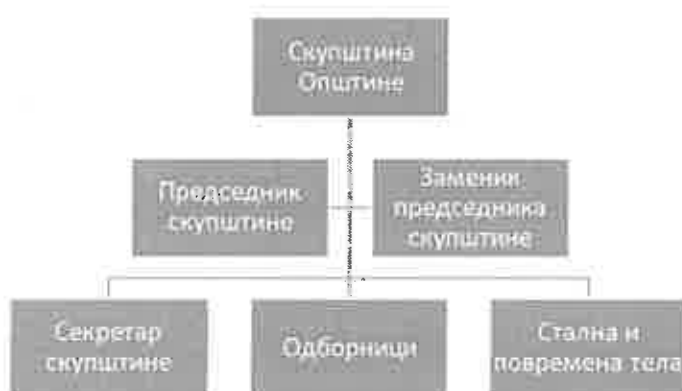 Скупштина
Општине
Председник
скупштине
Заменик
председника
скупштине
Секретар
скупштине
Одборници
Стална и
повремена тела